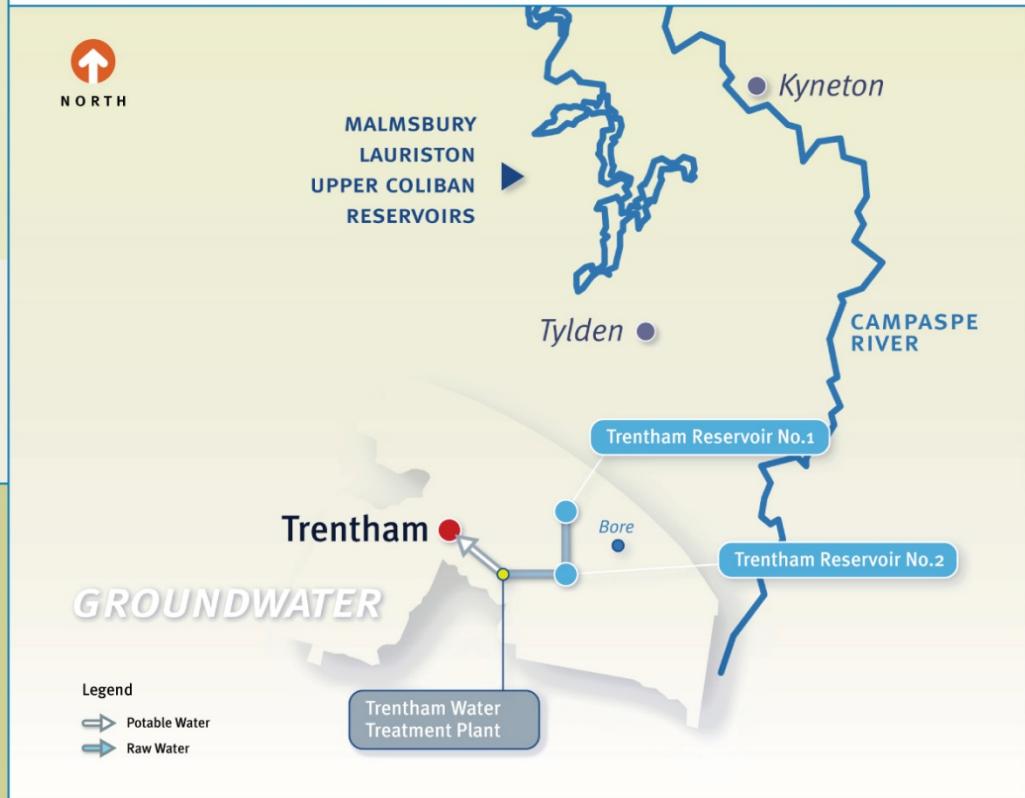 NORTH
Kyneton
MALMSBURY
LAURISTON
UPPER COLIBAN
RESERVOIRS
Tylden
CAMPASPE
RIVER
Trentham Reservoir No.1
Trentham
Bore
Trentham Reservoir No.2
GROUNDWATER
Legend
Potable Water
Raw Water
Trentham Water
Treatment Plant